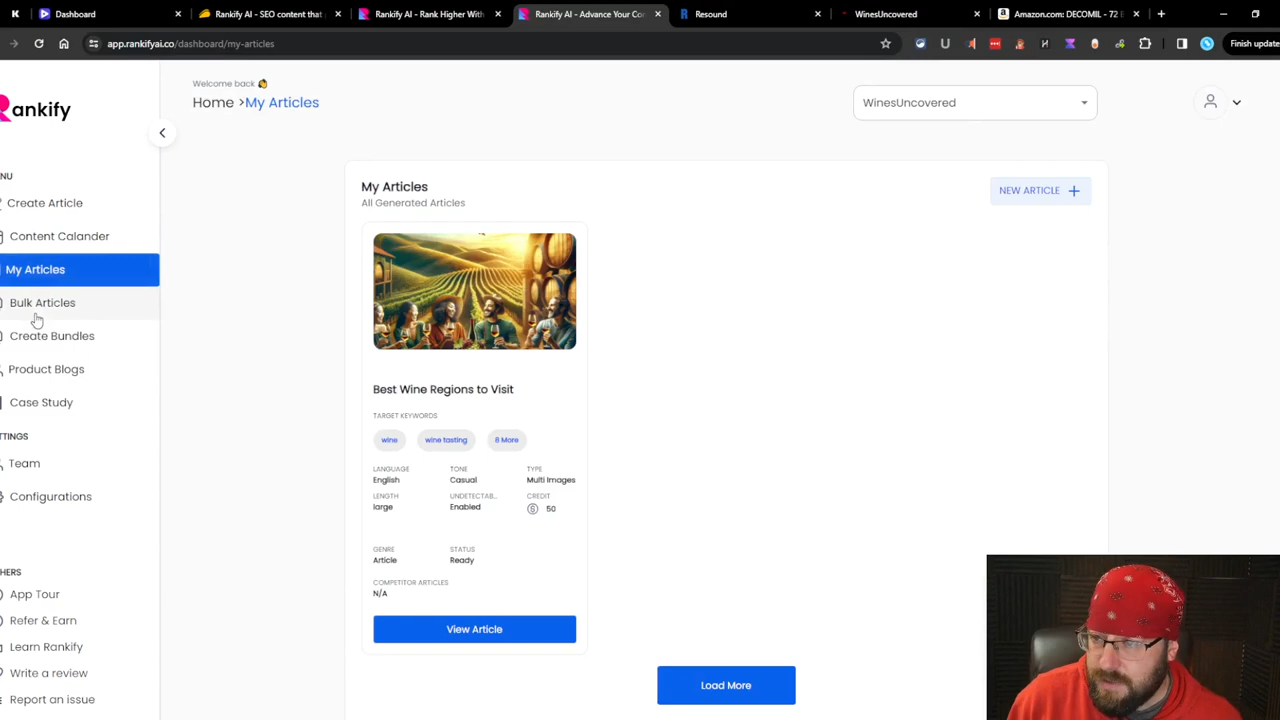 Dashboard
Rankify AI - SEO content that
Rankify AI - Rank Higher With
Rankify AI - Advance Your Co
Resound
WinesUncovered
Amazon.com: DECOMIL - 72
app.rankifyai.co/dashboard/my-articles
Finish update
Welcome back
Home >My Articles
WinesUncovered
ankify
NU
Create Article
Content Calander
My Articles
Bulk Articles
Create Bundles
Product Blogs
Case Study
TTINGS
Team
Configurations
HERS
App Tour
Refer & Earn
Learn Rankify
Write a review
Report an issue
My Articles
All Generated Articles
NEW ARTICLE +
Best Wine Regions to Visit
TARGET KEYWORDS
wine wine tasting 8 More
LANGUAGE TONE TYPE
English Casual Multi Images
LENGTH UNDETECTAB... CREDIT
large Enabled 50
GENRE STATUS
Article Ready
COMPETITOR ARTICLES
N/A
View Article
Load More